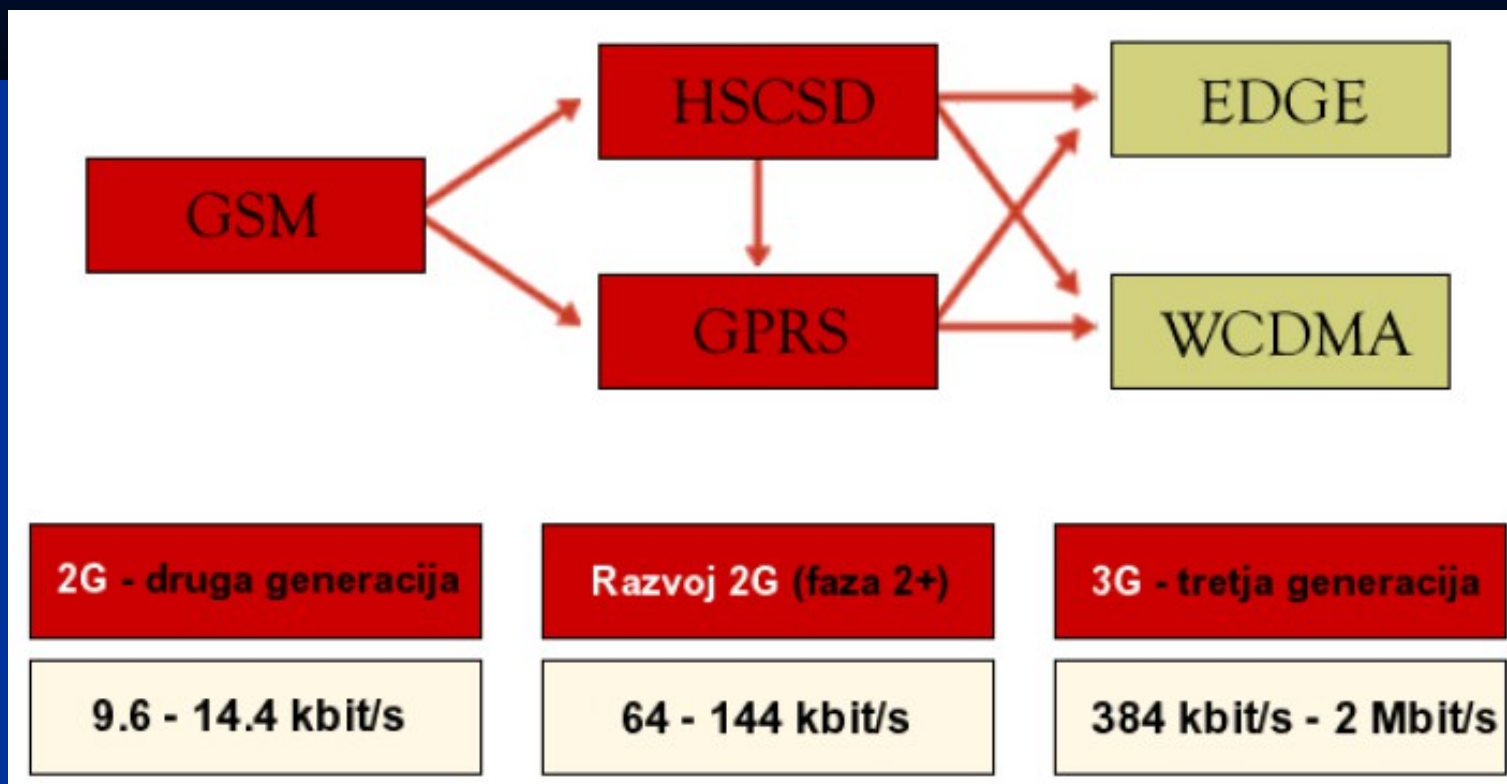 HSCSD
EDGE
GSM
GPRS
WCDMA
2G - druga generacija
Razvoj 2G (faza 2+)
3G - tretja generacija
9.6 - 14.4 kbit/s
64 - 144 kbit/s
384 kbit/s - 2 Mbit/s